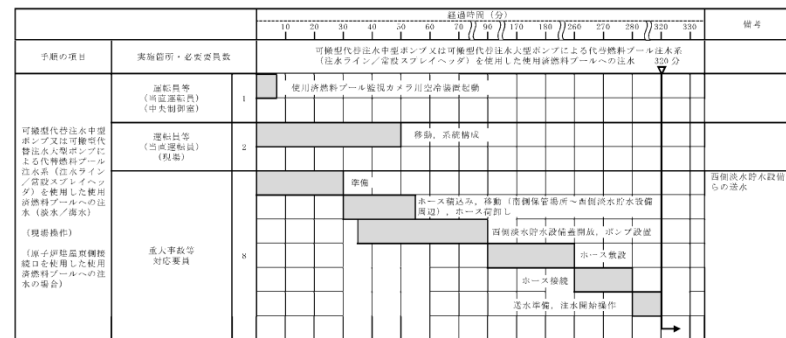 経過時間（分）
備考
10 20 30 40 50 60 70 90 170 180 260 280 320 330
手順の項目
実施箇所・必要要員数
可搬型代替注水中型ポンプ又は可搬型代替注水大型ポンプによる代替燃料プール注水系
（注水ライン／常設スプレイヘッダ）を使用した使用済燃料プールへの注水 320分
可搬型代替注水中型
ポンプ又は可搬型代
替注水大型ポンプに
よる代替燃料プール
注水系（注水ライン
／常設スプレイヘッ
ダ）を使用した使用
済燃料プールへの注
水（淡水／海水）
（現場操作）
（原子炉建屋東側接
続口を使用した使用
済燃料プールへの注
水の場合）
運転員等
（当直運転員）
（中央制御室）
1
使用済燃料プール監視カメラ用空冷装置起動
運転員等
（当直運転員）
（現場）
2
移動，系統構成
重大事故等
対応要員
8
準備
ホース積込み，移動（南側保管場所～西側淡水貯水設備
周辺），ホース荷卸し
西側淡水貯水設備蓋開放，ポンプ設置
ホース敷設
ホース接続
送水準備，注水開始操作
西側淡水貯水設備か
らの送水